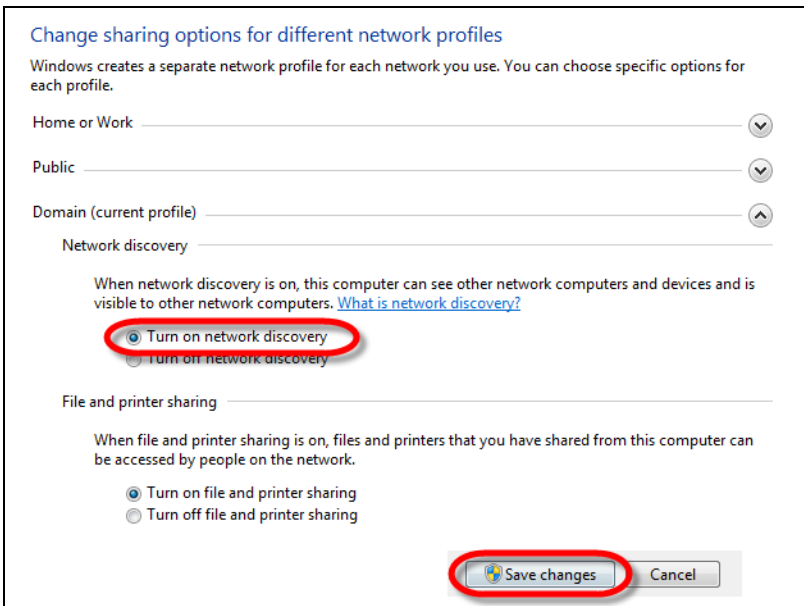 Change sharing options for different network profiles
Windows creates a separate network profile for each network you use. You can choose specific options for
each profile.
Home or Work
Public
Domain (current profile)
Network discovery
When network discovery is on, this computer can see other network computers and devices and is
visible to other network computers. What is network discovery?
Turn on network discovery
Turn off network discovery
File and printer sharing
When file and printer sharing is on, files and printers that you have shared from this computer can
be accessed by people on the network.
Turn on file and printer sharing
Turn off file and printer sharing
Save changes Cancel